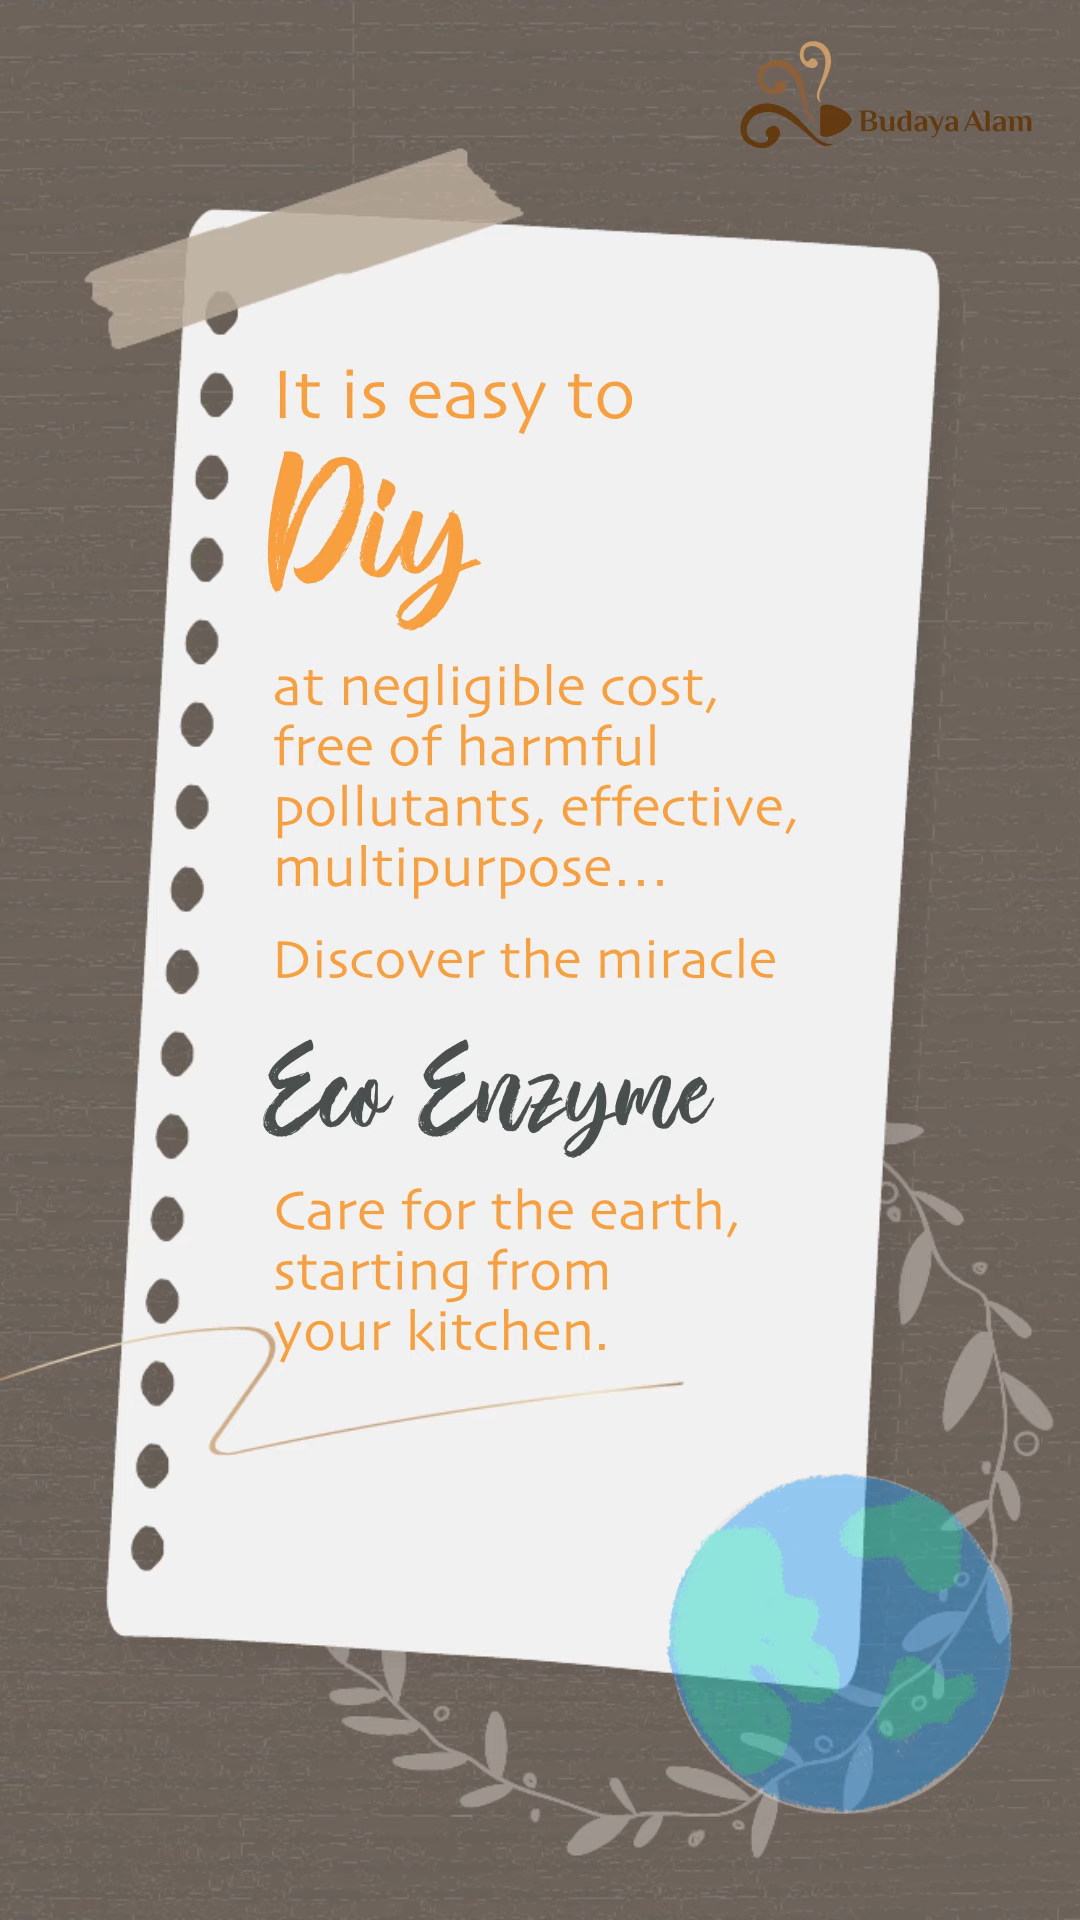 Budaya Alam
It is easy to
Diy
at negligible cost,
free of harmful
pollutants, effective,
multipurpose...
Discover the miracle
Eco Enzyme
Care for the earth,
starting from
your kitchen.